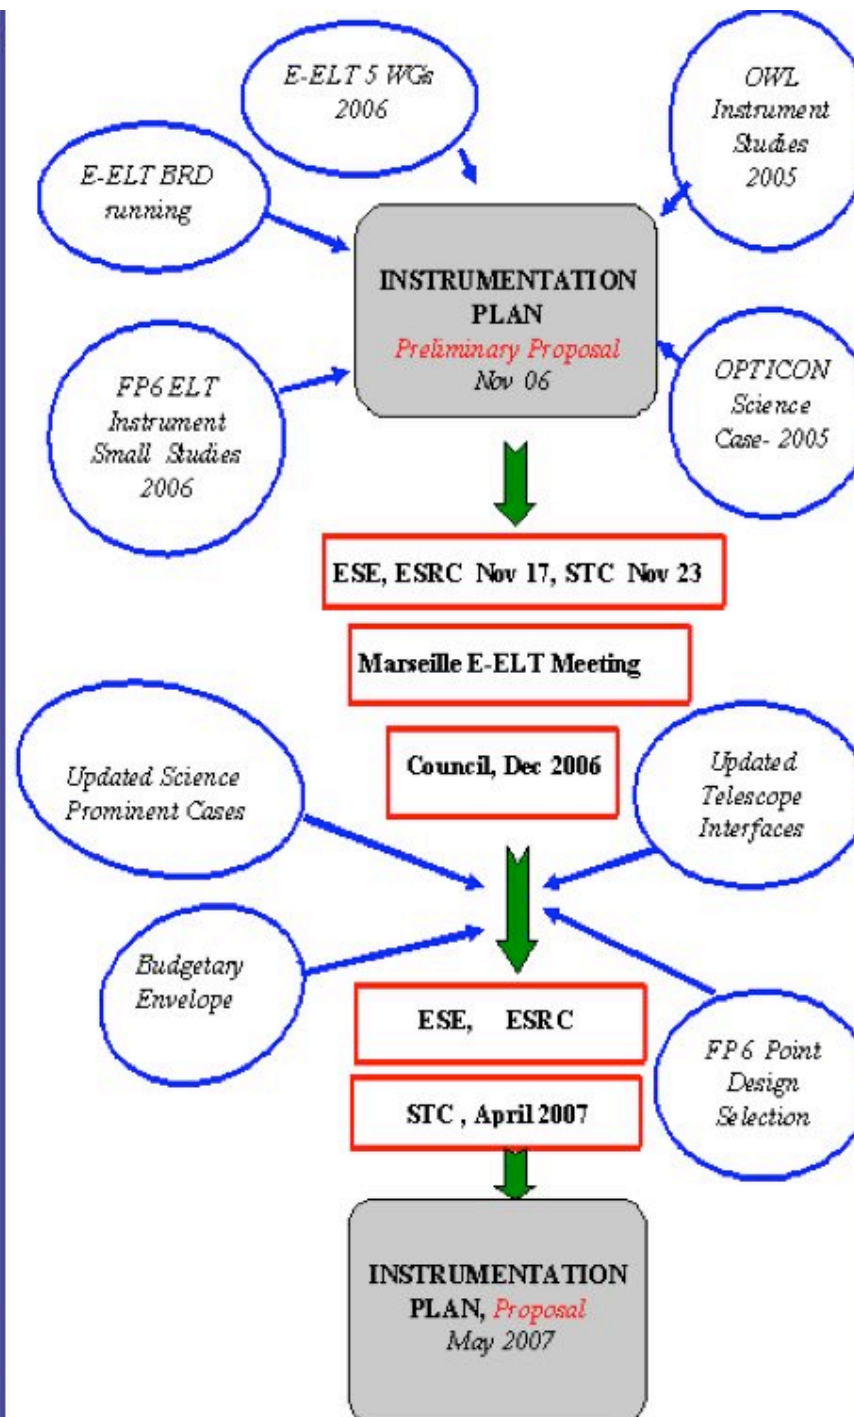 E-ELT 5 WGs
2006
OWL
Instrument
Studies
2005
E-ELT BRD
running
INSTRUMENTATION
PLAN
Preliminary Proposal
Nov 06
FP6 ELT
Instrument
Small Studies
2006
OPTICON
Science
Case- 2005
ESE, ESRC Nov 17, STC Nov 23
Marseille E-ELT Meeting
Council, Dec 2006
Updated Science
Prominent Cases
Updated
Telescope
Interfaces
Budgetary
Envelope
ESE, ESRC
FP6 Point
Design
Selection
STC , April 2007
INSTRUMENTATION
PLAN, Proposal
May 2007